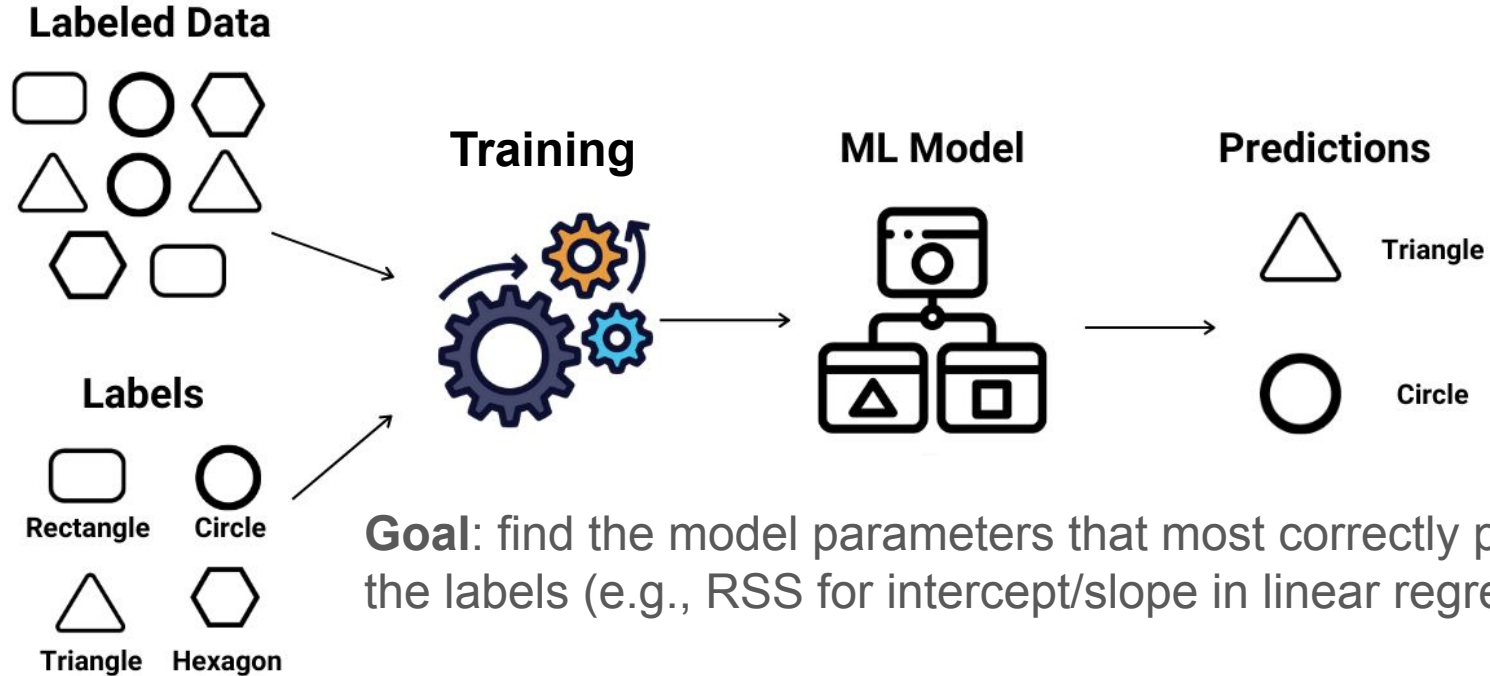 Labeled Data
Training
ML Model
Predictions
Triangle
Circle
Labels
Rectangle Circle
Triangle Hexagon
Goal: find the model parameters that most correctly
the labels (e.g., RSS for intercept/slope in linear